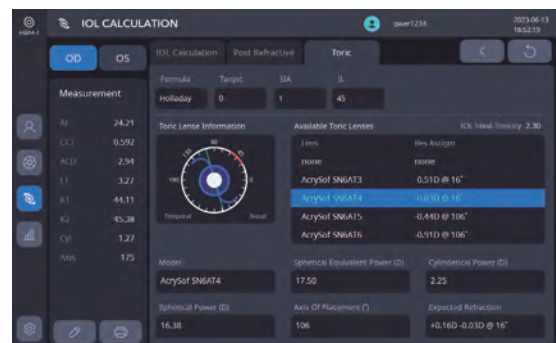 HBM-1
IOL CALCULATION
qwer1234
2023-06-13
16:52:19
OD
OS
IOL Calculation
Post Refractive
Toric
Measurement
Al 24.21
CCT 0.592
ACD 2.94
LT 3.27
K1 44.11
K2 45.38
Cyl -1.27
Axis 175
Formula
Target
SIA
IL
Holladay
0
1
45
Toric Lense Information
90
180
0
Temporal
Nasal
Available Toric Lenses
IOL Ideal Toricity 2.30
Lens
Res Astigm
none
none
AcrySof SN6AT3
-0.51D @ 16°
AcrySof SN6AT4
-0.03D @ 16°
AcrySof SN6AT5
-0.44D @ 106°
AcrySof SN6AT6
-0.91D @ 106°
Model
Spherical Equivalent Power (D)
Cylinderical Power (D)
AcrySof SN6AT4
17.50
2.25
Spherical Power (D)
Axis Of Placement (°)
Expected Refraction
16.38
106
+0.16D -0.03D @ 16°